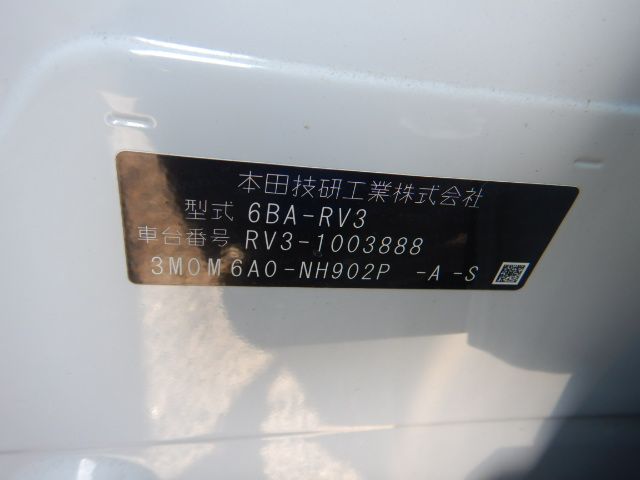 本田技研工業株式会社
型式 6BA-RV3
車台番号 RV3-1003888
3M0M6A0-NH902P -A -S